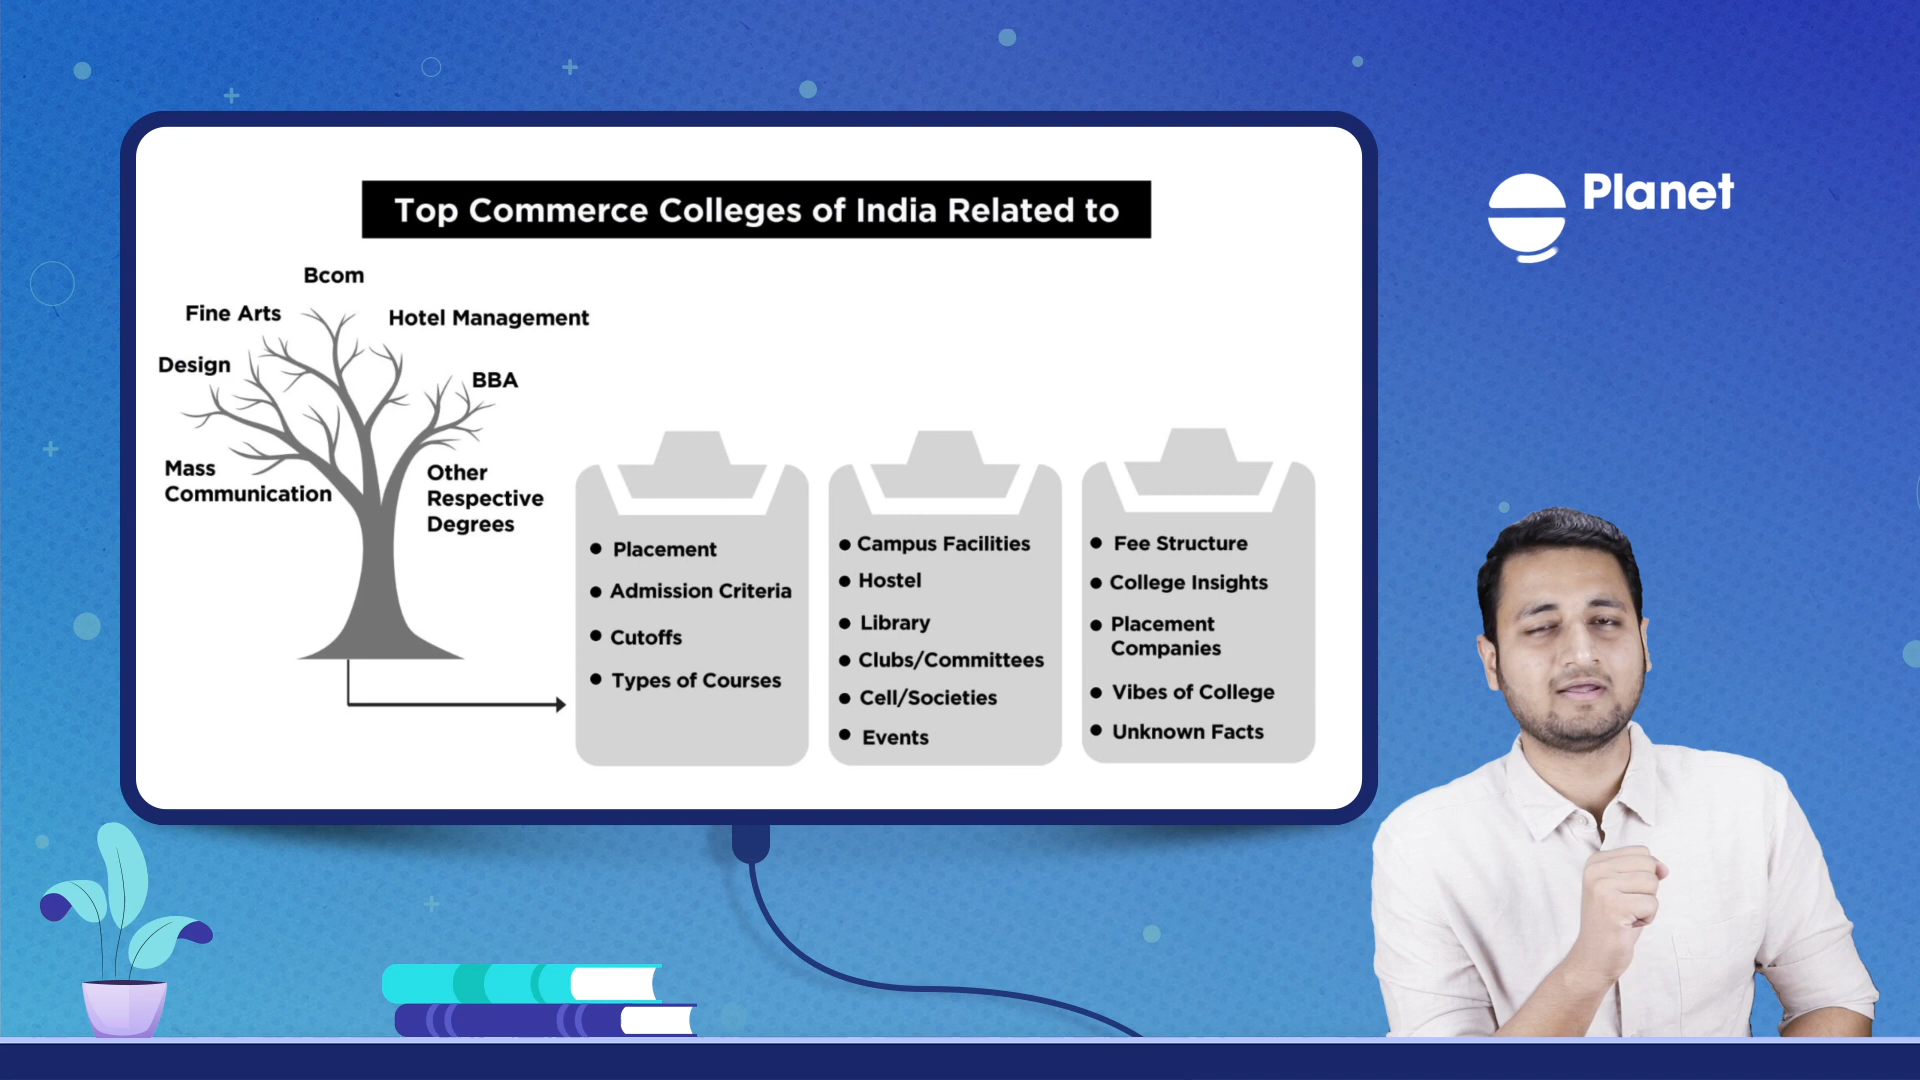 Top Commerce Colleges of India Related to
Planet
Bcom
Fine Arts
Hotel Management
Design
BBA
Mass
Communication
Other
Respective
Degrees
Placement
Admission Criteria
Cutoffs
Types of Courses
Campus Facilities
Hostel
Library
Clubs/Committees
Cell/Societies
Events
Fee Structure
College Insights
Placement
Companies
Vibes of College
Unknown Facts